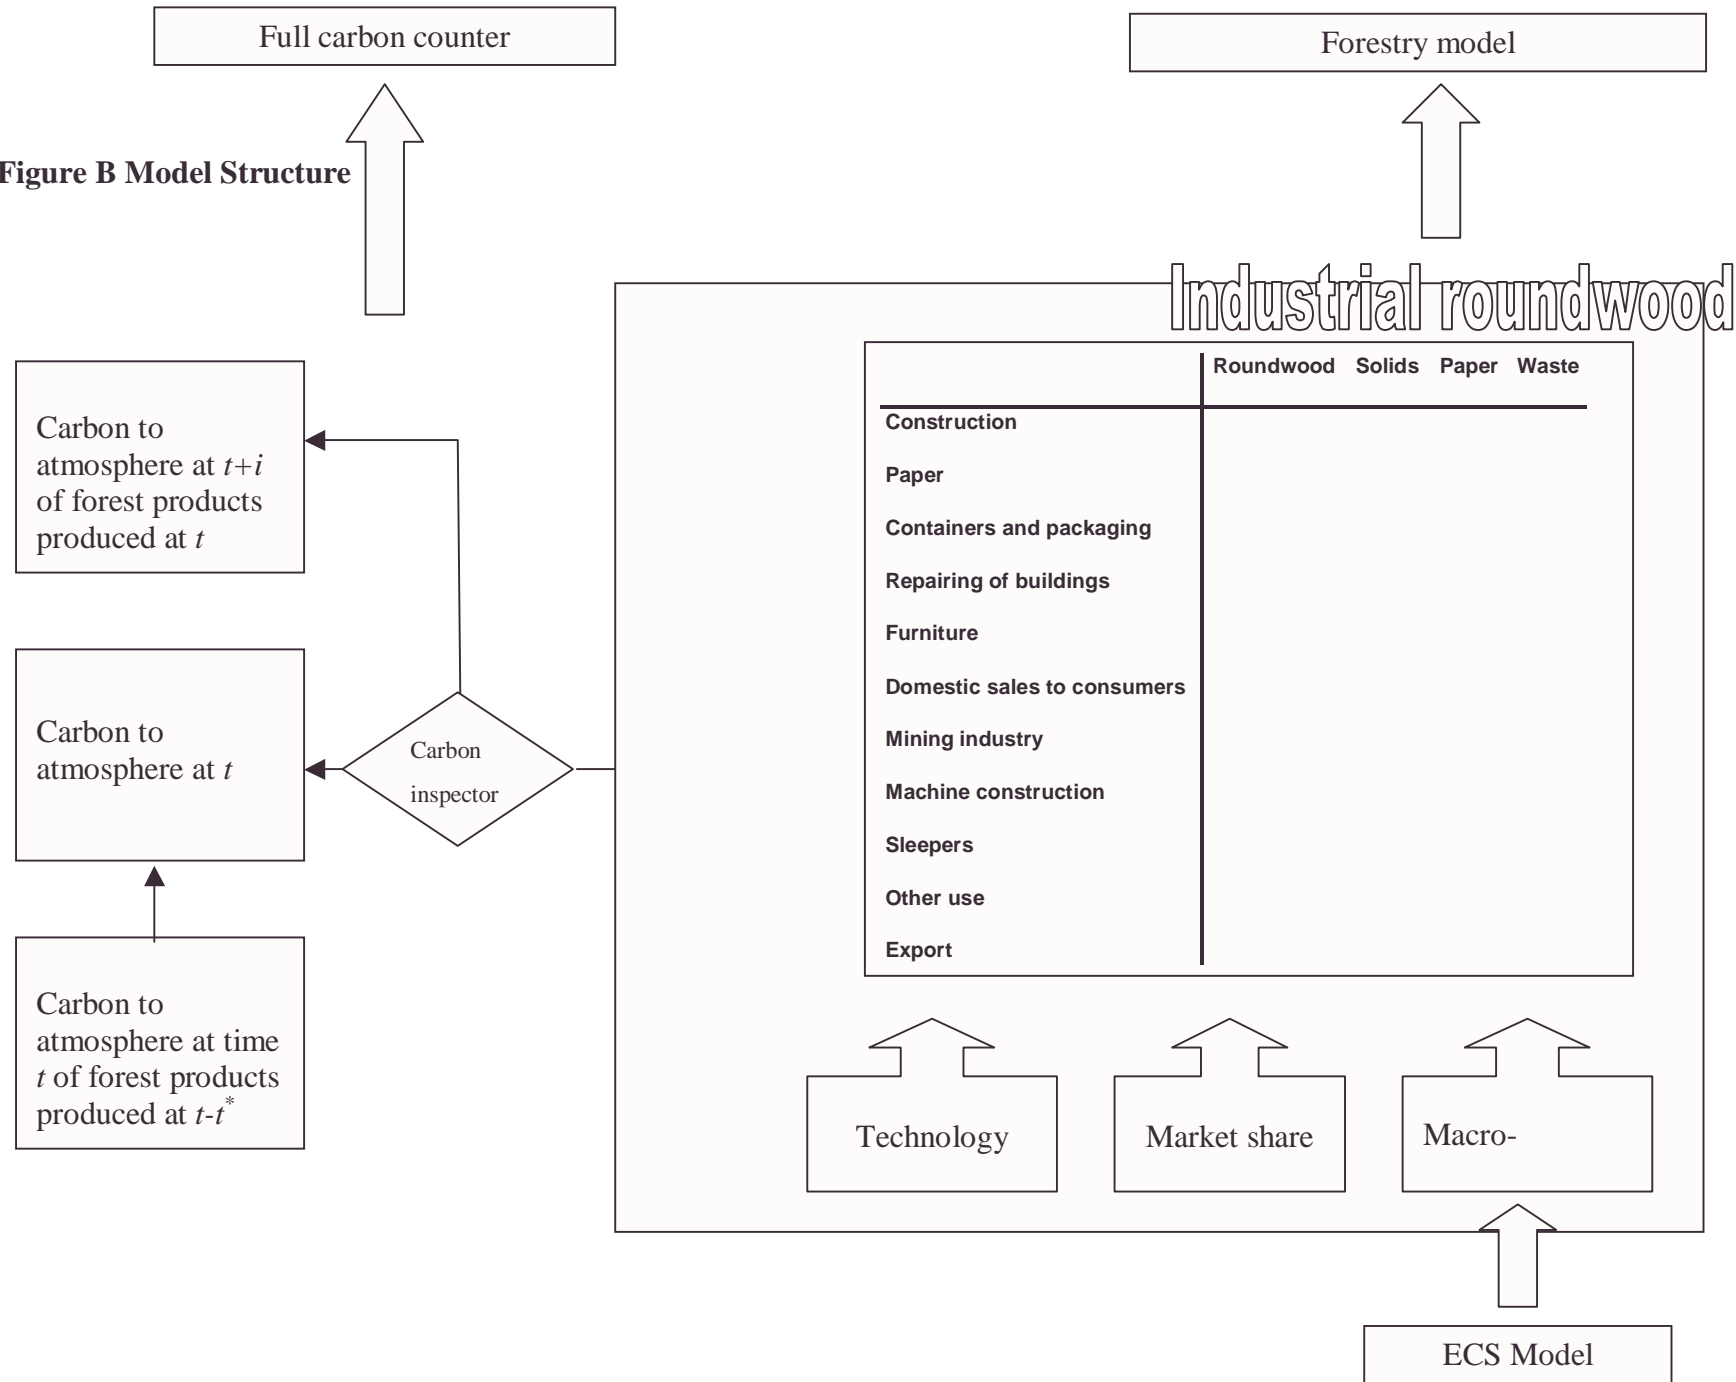 Full carbon counter
Forestry model
Figure B Model Structure
Industrial roundwood
Roundwood Solids Paper Waste
Construction
Paper
Containers and packaging
Repairing of buildings
Furniture
Domestic sales to consumers
Mining industry
Machine construction
Sleepers
Other use
Export
Carbon to
atmosphere at t+i
of forest products
produced at t
Carbon to
atmosphere at t
Carbon
inspector
Carbon to
atmosphere at time
t of forest products
produced at t-t*
Technology
Market share
Macro-
ECS Model